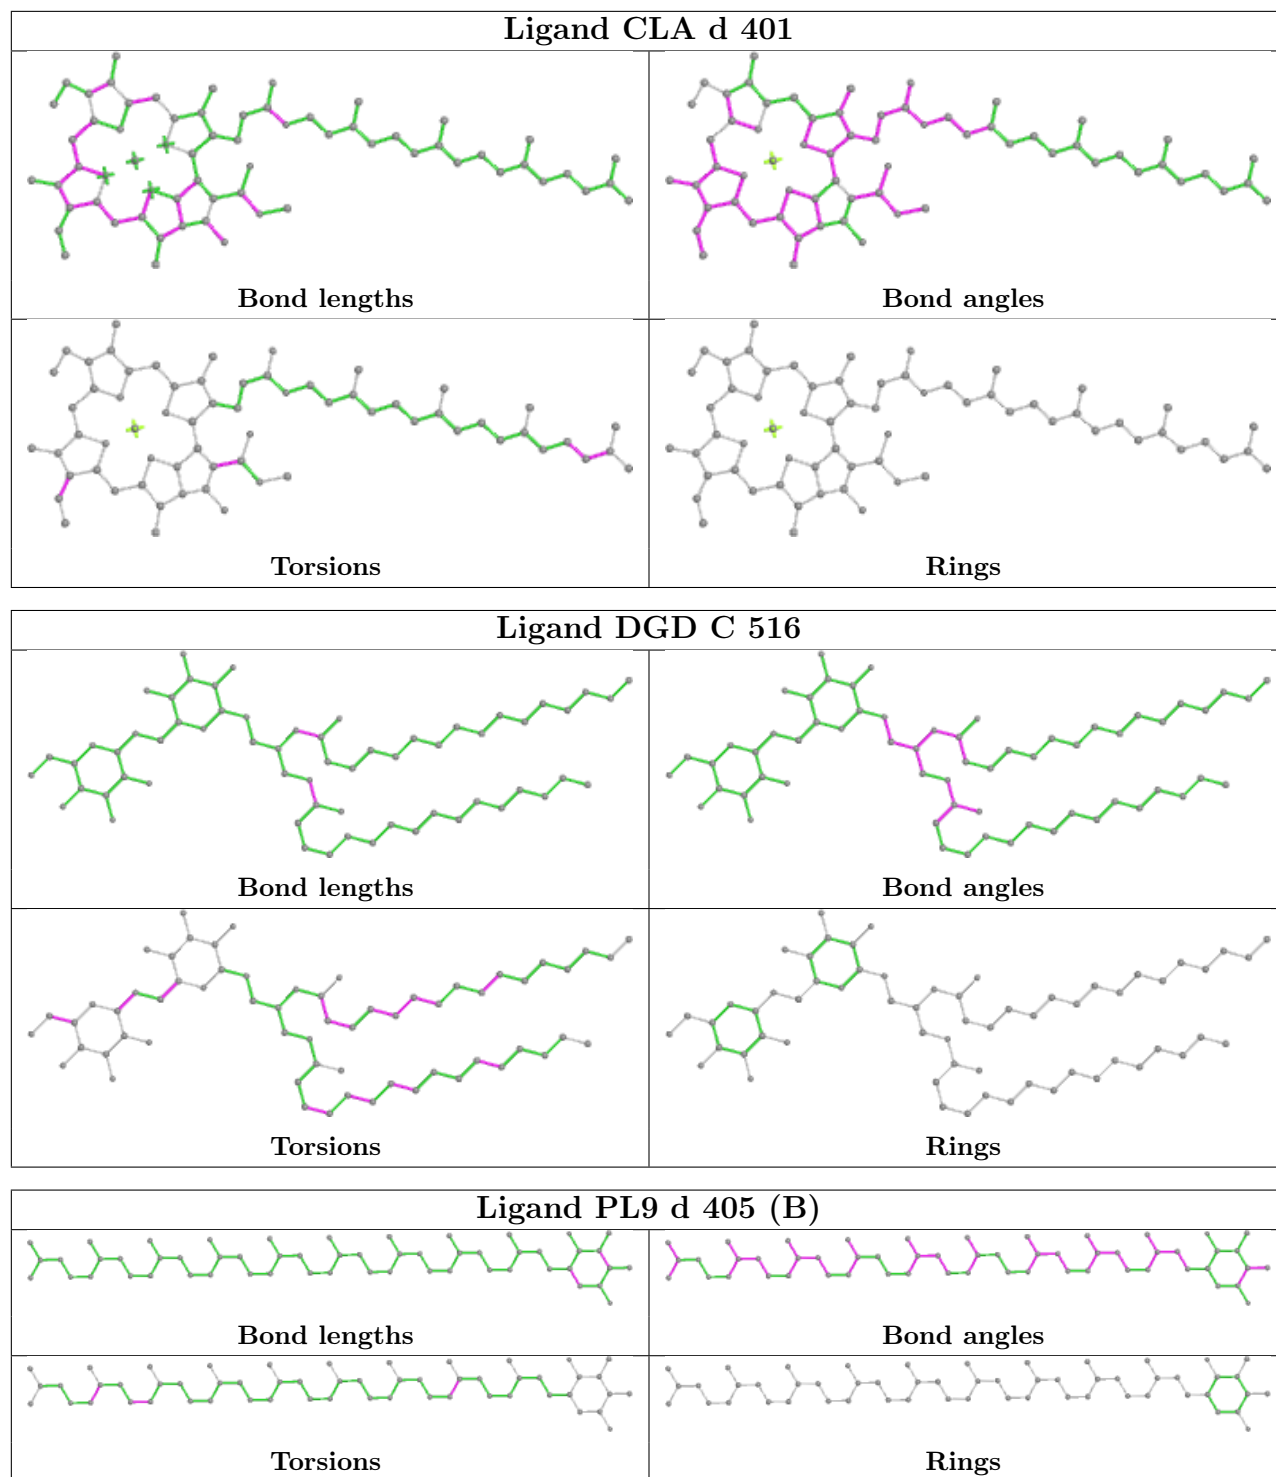 Ligand CLA d 401
Bond lengths
Bond angles
Torsions
Rings
Ligand DGD C 516
Bond lengths
Bond angles
Torsions
Rings
Ligand PL9 d 405 (B)
Bond lengths
Bond angles
Torsions
Rings